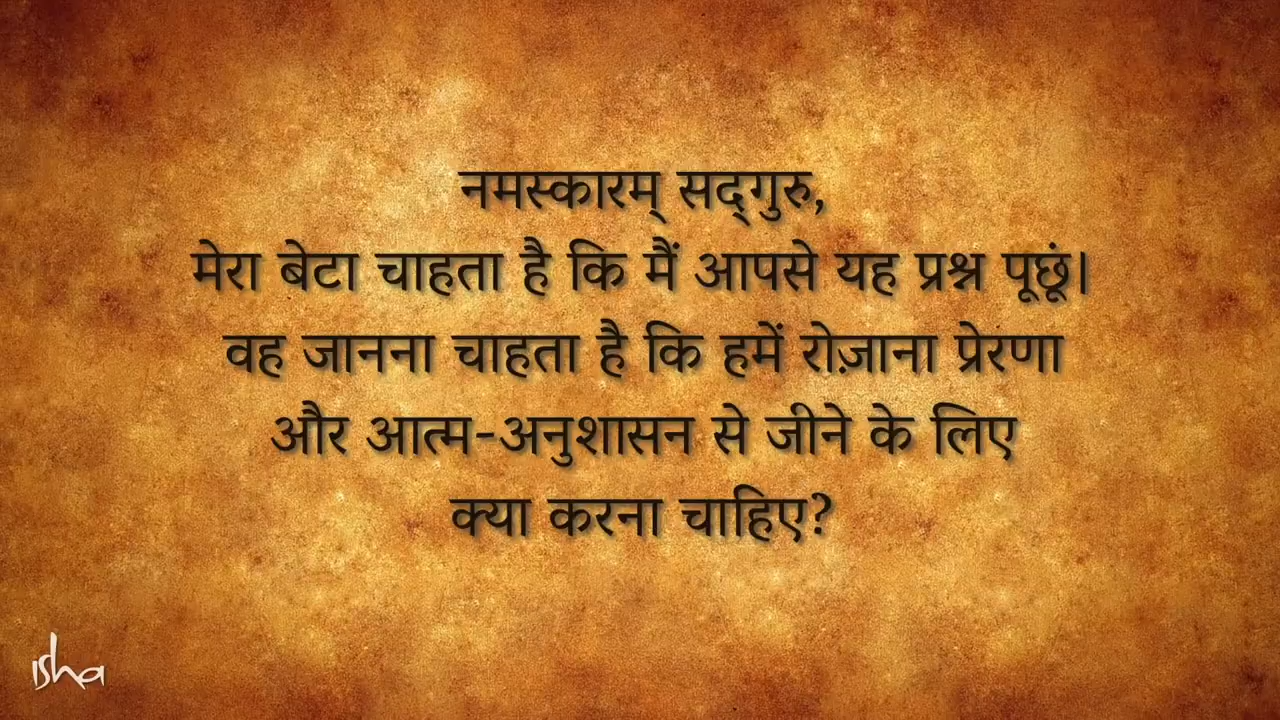 नमस्कारम् सद्‌गुरु,
मेरा बेटा चाहता है कि मैं आपसे यह प्रश्न पूछूं।
वह जानना चाहता है कि हमें रोज़ाना प्रेरणा
और आत्म-अनुशासन से जीने के लिए
क्या करना चाहिए?
isha